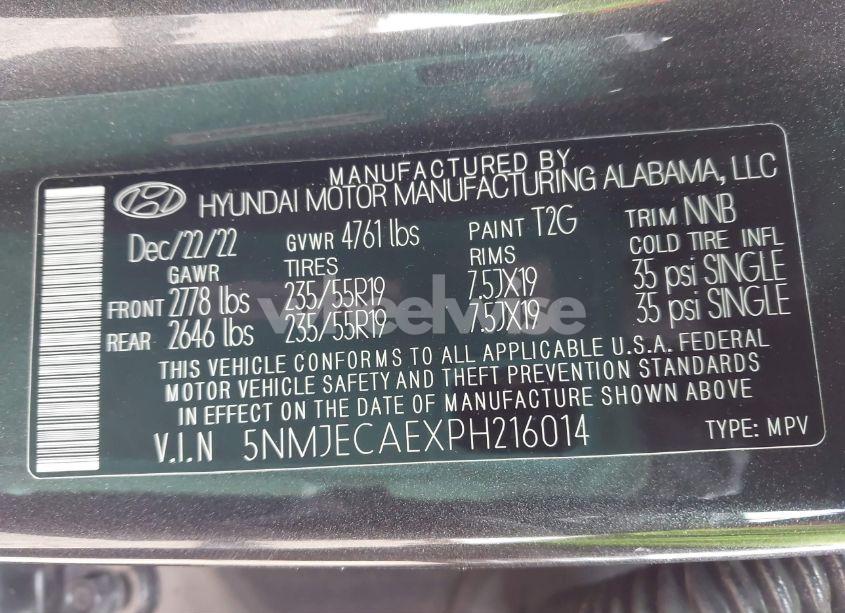 MANUFACTURED BY
HYUNDAI MOTOR MANUFACTURING ALABAMA, LLC
Dec/22/22 GVWR 4761 lbs PAINT T2G TRIM NNB
GAWR TIRES RIMS COLD TIRE INFL
FRONT 2778 lbs 235/55R19 7.5JX19 35 psi SINGLE
REAR 2646 lbs 235/55R19 7.5JX19 35 psi SINGLE
wheelwise
THIS VEHICLE CONFORMS TO ALL APPLICABLE U.S.A. FEDERAL
MOTOR VEHICLE SAFETY AND THEFT PREVENTION STANDARDS
IN EFFECT ON THE DATE OF MANUFACTURE SHOWN ABOVE
V.I.N 5NMJECAEXPH216014 TYPE: MPV